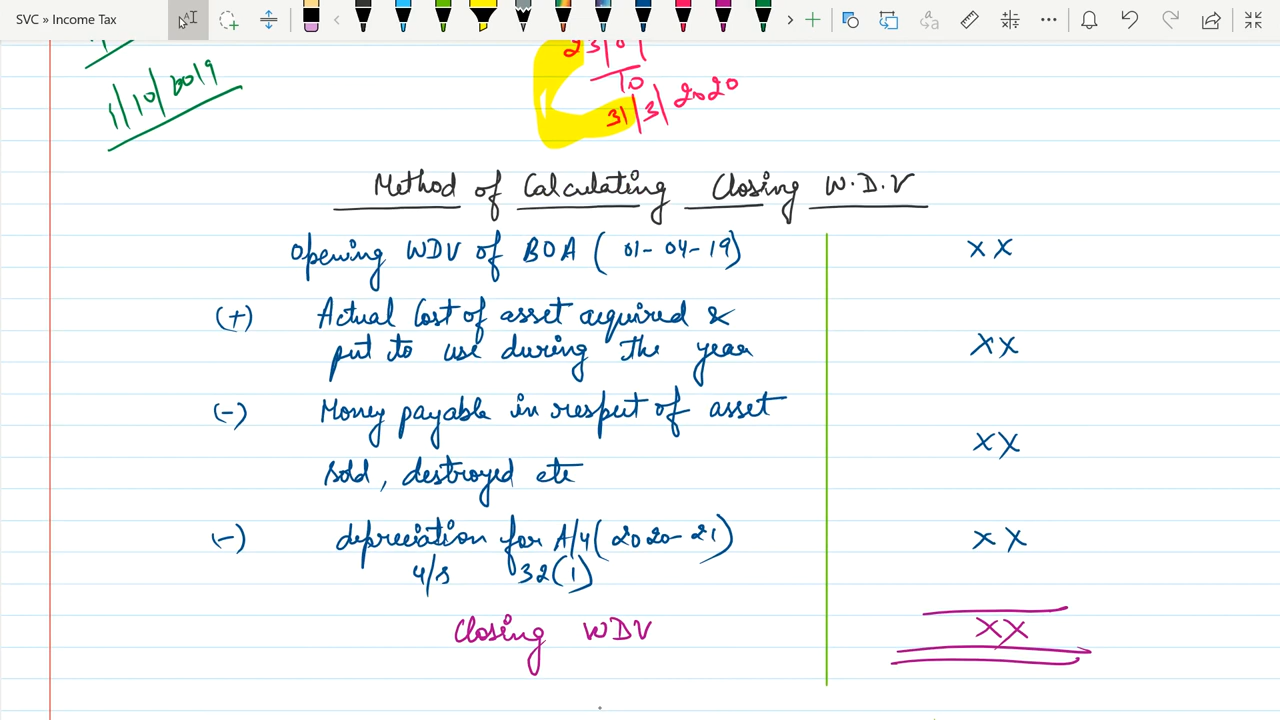 SVC » Income Tax
1/10/2019
31/3/2020
Method of Calculating Closing W.D.V
Opening WDV of BOA (01-04-19) XX
(+) Actual Cost of asset acquired &
put to use during the year XX
(-) Money payable in respect of asset
sold, destroyed etc XX
(-) depreciation for A/y (2020-21) XX
u/s 32(1)
Closing WDV XX